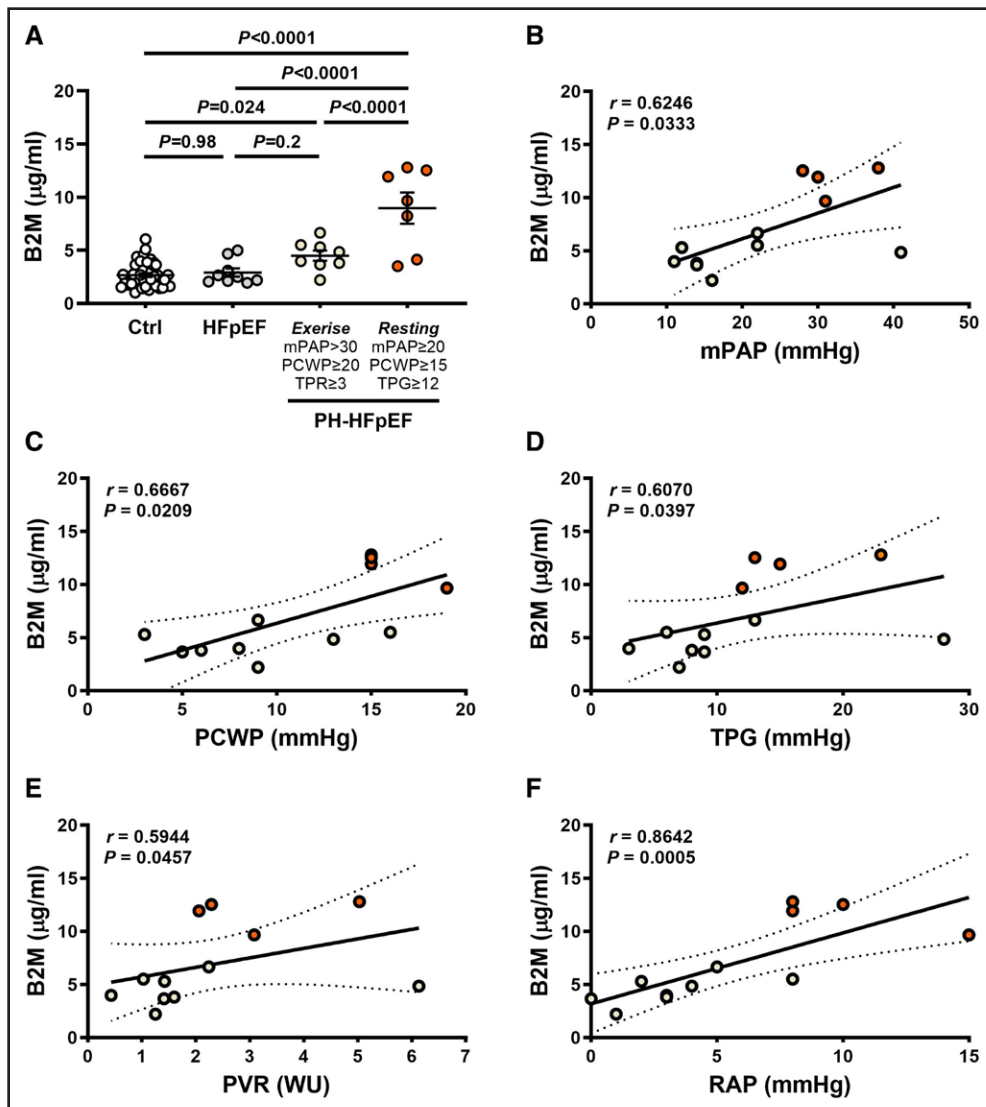 A
P<0.0001
P<0.0001
P=0.024
<0.0001
P=0.98
P=0.2
B2M (µg/ml)
20
15
10
5
0
Ctrl
HFpEF
Exerise
mPAP>30
PCWP≥20
TPR≥3
Resting
mPAP≥20
PCWP≥15
TPG≥12
PH-HFpEF
B
r = 0.6246
P = 0.0333
B2M (µg/ml)
20
15
10
5
0
0
10
20
30
40
50
mPAP (mmHg)
C
r = 0.6667
P = 0.0209
B2M (µg/ml)
20
15
10
5
0
0
5
10
15
20
PCWP (mmHg)
D
r = 0.6070
P = 0.0397
B2M (µg/ml)
20
15
10
5
0
0
10
20
30
TPG (mmHg)
E
r = 0.5944
P = 0.0457
B2M (µg/ml)
20
15
10
5
0
0
1
2
3
4
5
6
7
PVR (WU)
F
r = 0.8642
P = 0.0005
B2M (µg/ml)
20
15
10
5
0
0
5
10
15
RAP (mmHg)